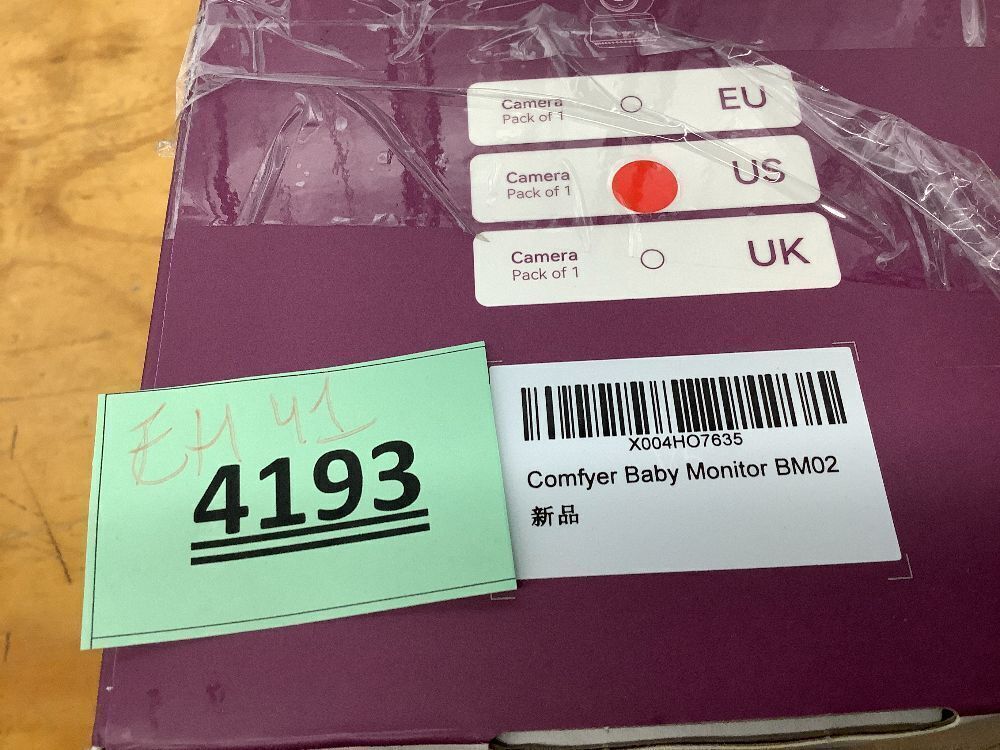 Camera
Pack of 1
EU
Camera
Pack of 1
US
Camera
Pack of 1
UK
EH 41
4193
X004HO7635
Comfyer Baby Monitor BM02
新品